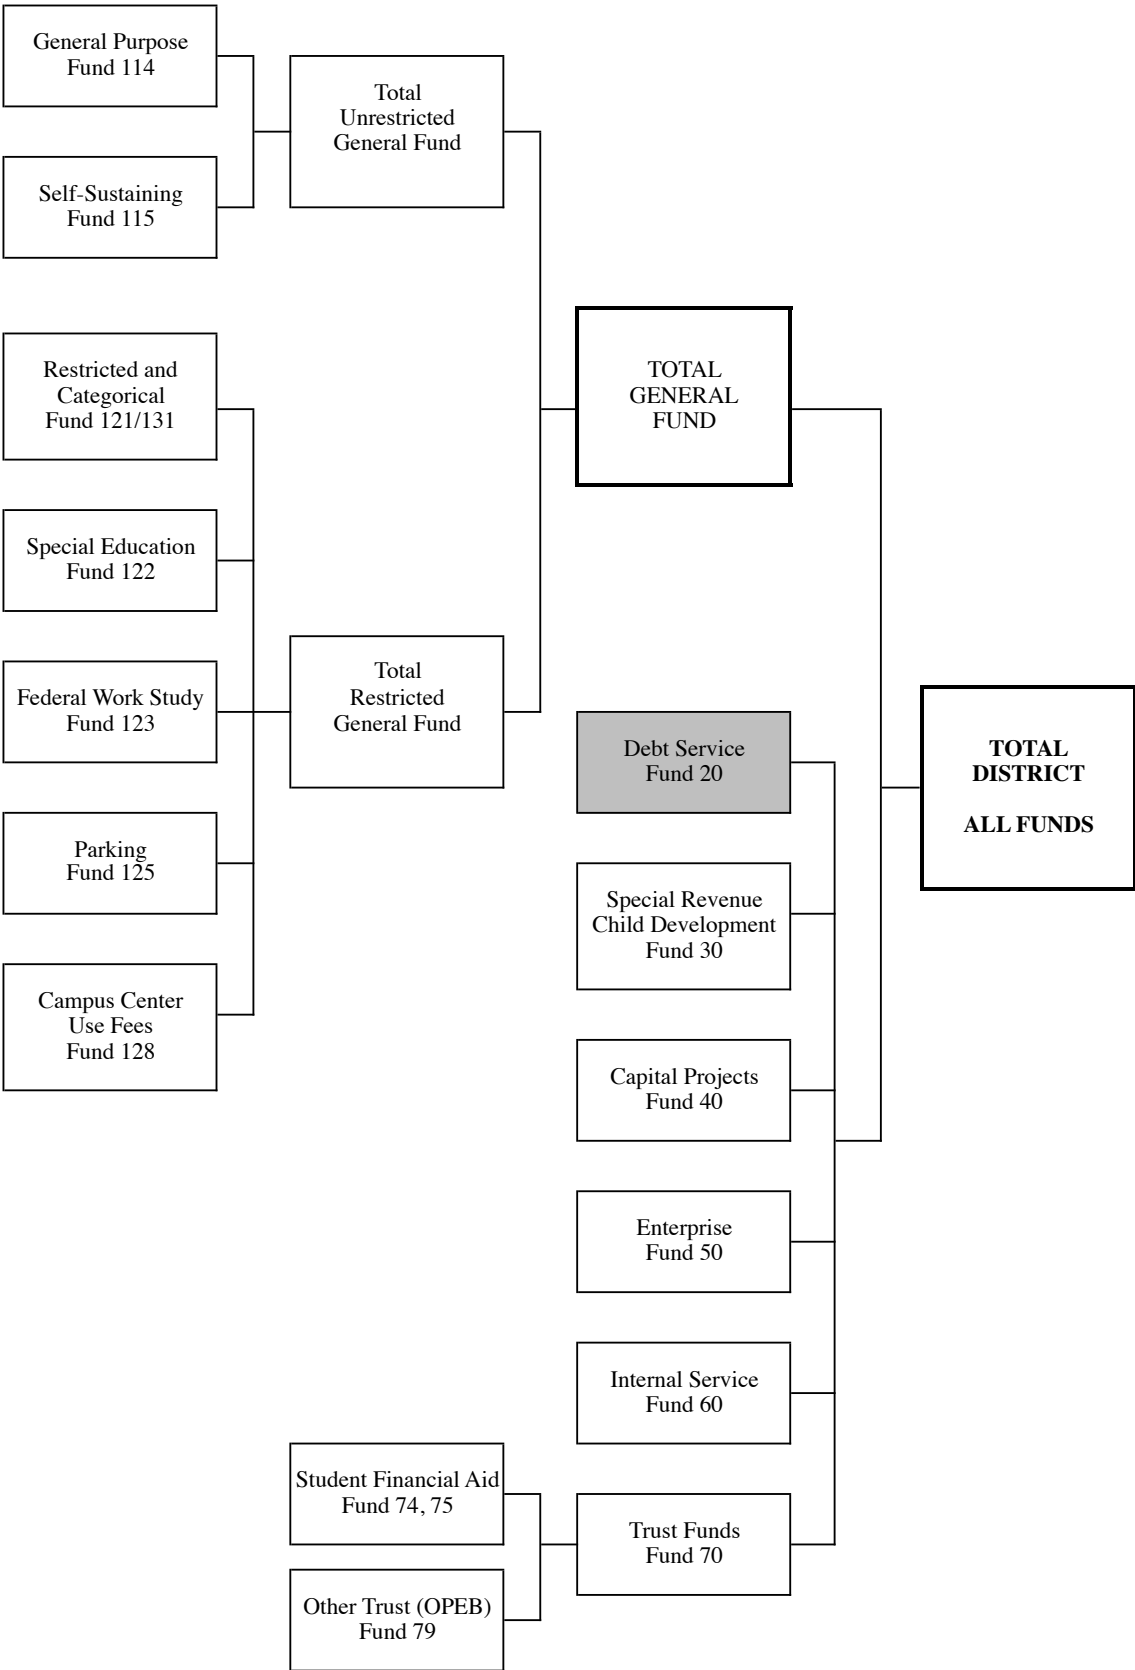 General Purpose
Fund 114
Total
Unrestricted
General Fund
Self-Sustaining
Fund 115
Restricted and
Categorical
Fund 121/131
TOTAL
GENERAL
FUND
Special Education
Fund 122
Federal Work Study
Fund 123
Total
Restricted
General Fund
Debt Service
Fund 20
TOTAL
DISTRICT
ALL FUNDS
Parking
Fund 125
Special Revenue
Child Development
Fund 30
Campus Center
Use Fees
Fund 128
Capital Projects
Fund 40
Enterprise
Fund 50
Internal Service
Fund 60
Student Financial Aid
Fund 74, 75
Trust Funds
Fund 70
Other Trust (OPEB)
Fund 79